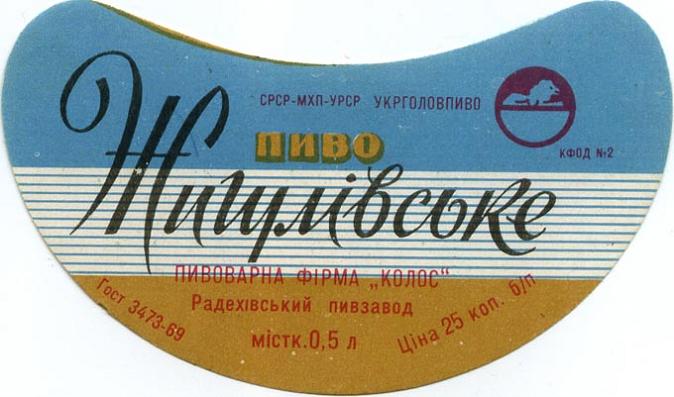 СРСР-МХП-УРСР УКРГОЛОВПИВО
КФОД №2
ПИВО
Жигулівське
ПИВОВАРНА ФІРМА „КОЛОС“
Радехівський пивзавод
Гост 3473-69
містк.0,5 л
Ціна 25 коп. б/п